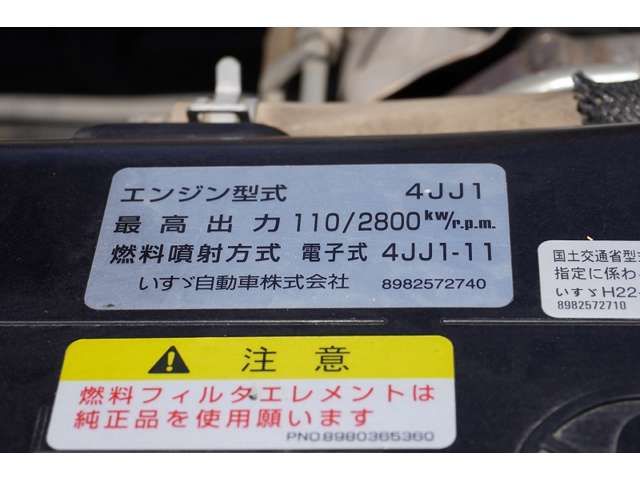 エンジン型式 4JJ1
最高出力 110/2800kw/r.p.m.
燃料噴射方式 電子式 4JJ1-11
いすゞ自動車株式会社 8982572740
国土交通省型
指定に係わ
いすゞH22-
8982572710
注意
燃料フィルタエレメントは
純正品を使用願います
PNO.8980365360